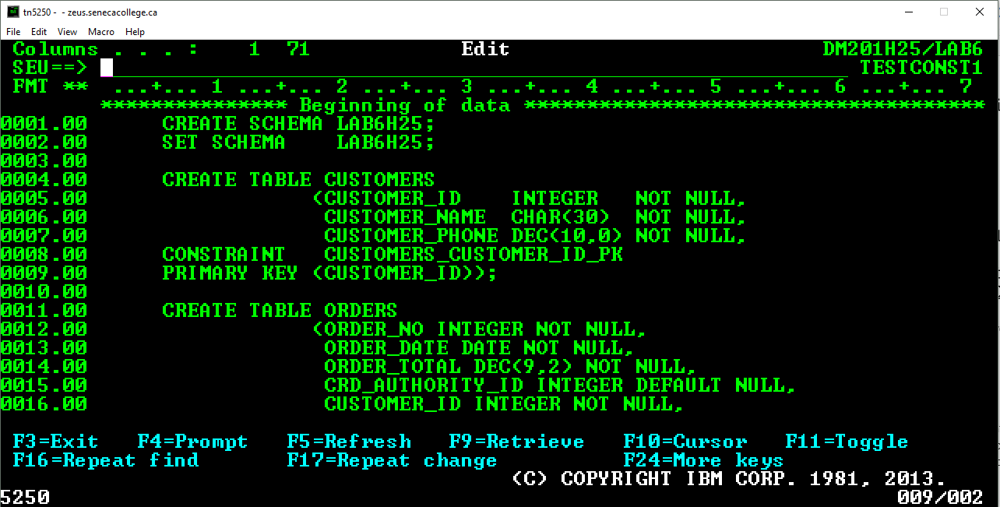 tn5250 - - zeus.senecacollege.ca
File Edit View Macro Help
Columns . . . : 1 71 Edit DM201H25/LAB6
SEU==> TESTCONST1
FMT ** ...+... 1 ...+... 2 ...+... 3 ...+... 4 ...+... 5 ...+... 6 ...+... 7
*************** Beginning of data *************************************
0001.00 CREATE SCHEMA LAB6H25;
0002.00 SET SCHEMA LAB6H25;
0003.00
0004.00 CREATE TABLE CUSTOMERS
0005.00 (CUSTOMER_ID INTEGER NOT NULL,
0006.00 CUSTOMER_NAME CHAR(30) NOT NULL,
0007.00 CUSTOMER_PHONE DEC(10,0) NOT NULL,
0008.00 CONSTRAINT CUSTOMERS_CUSTOMER_ID_PK
0009.00 PRIMARY KEY (CUSTOMER_ID));
0010.00
0011.00 CREATE TABLE ORDERS
0012.00 (ORDER_NO INTEGER NOT NULL,
0013.00 ORDER_DATE DATE NOT NULL,
0014.00 ORDER_TOTAL DEC(9,2) NOT NULL,
0015.00 CRD_AUTHORITY_ID INTEGER DEFAULT NULL,
0016.00 CUSTOMER_ID INTEGER NOT NULL,
F3=Exit F4=Prompt F5=Refresh F9=Retrieve F10=Cursor F11=Toggle
F16=Repeat find F17=Repeat change F24=More keys
(C) COPYRIGHT IBM CORP. 1981, 2013.
5250 009/002